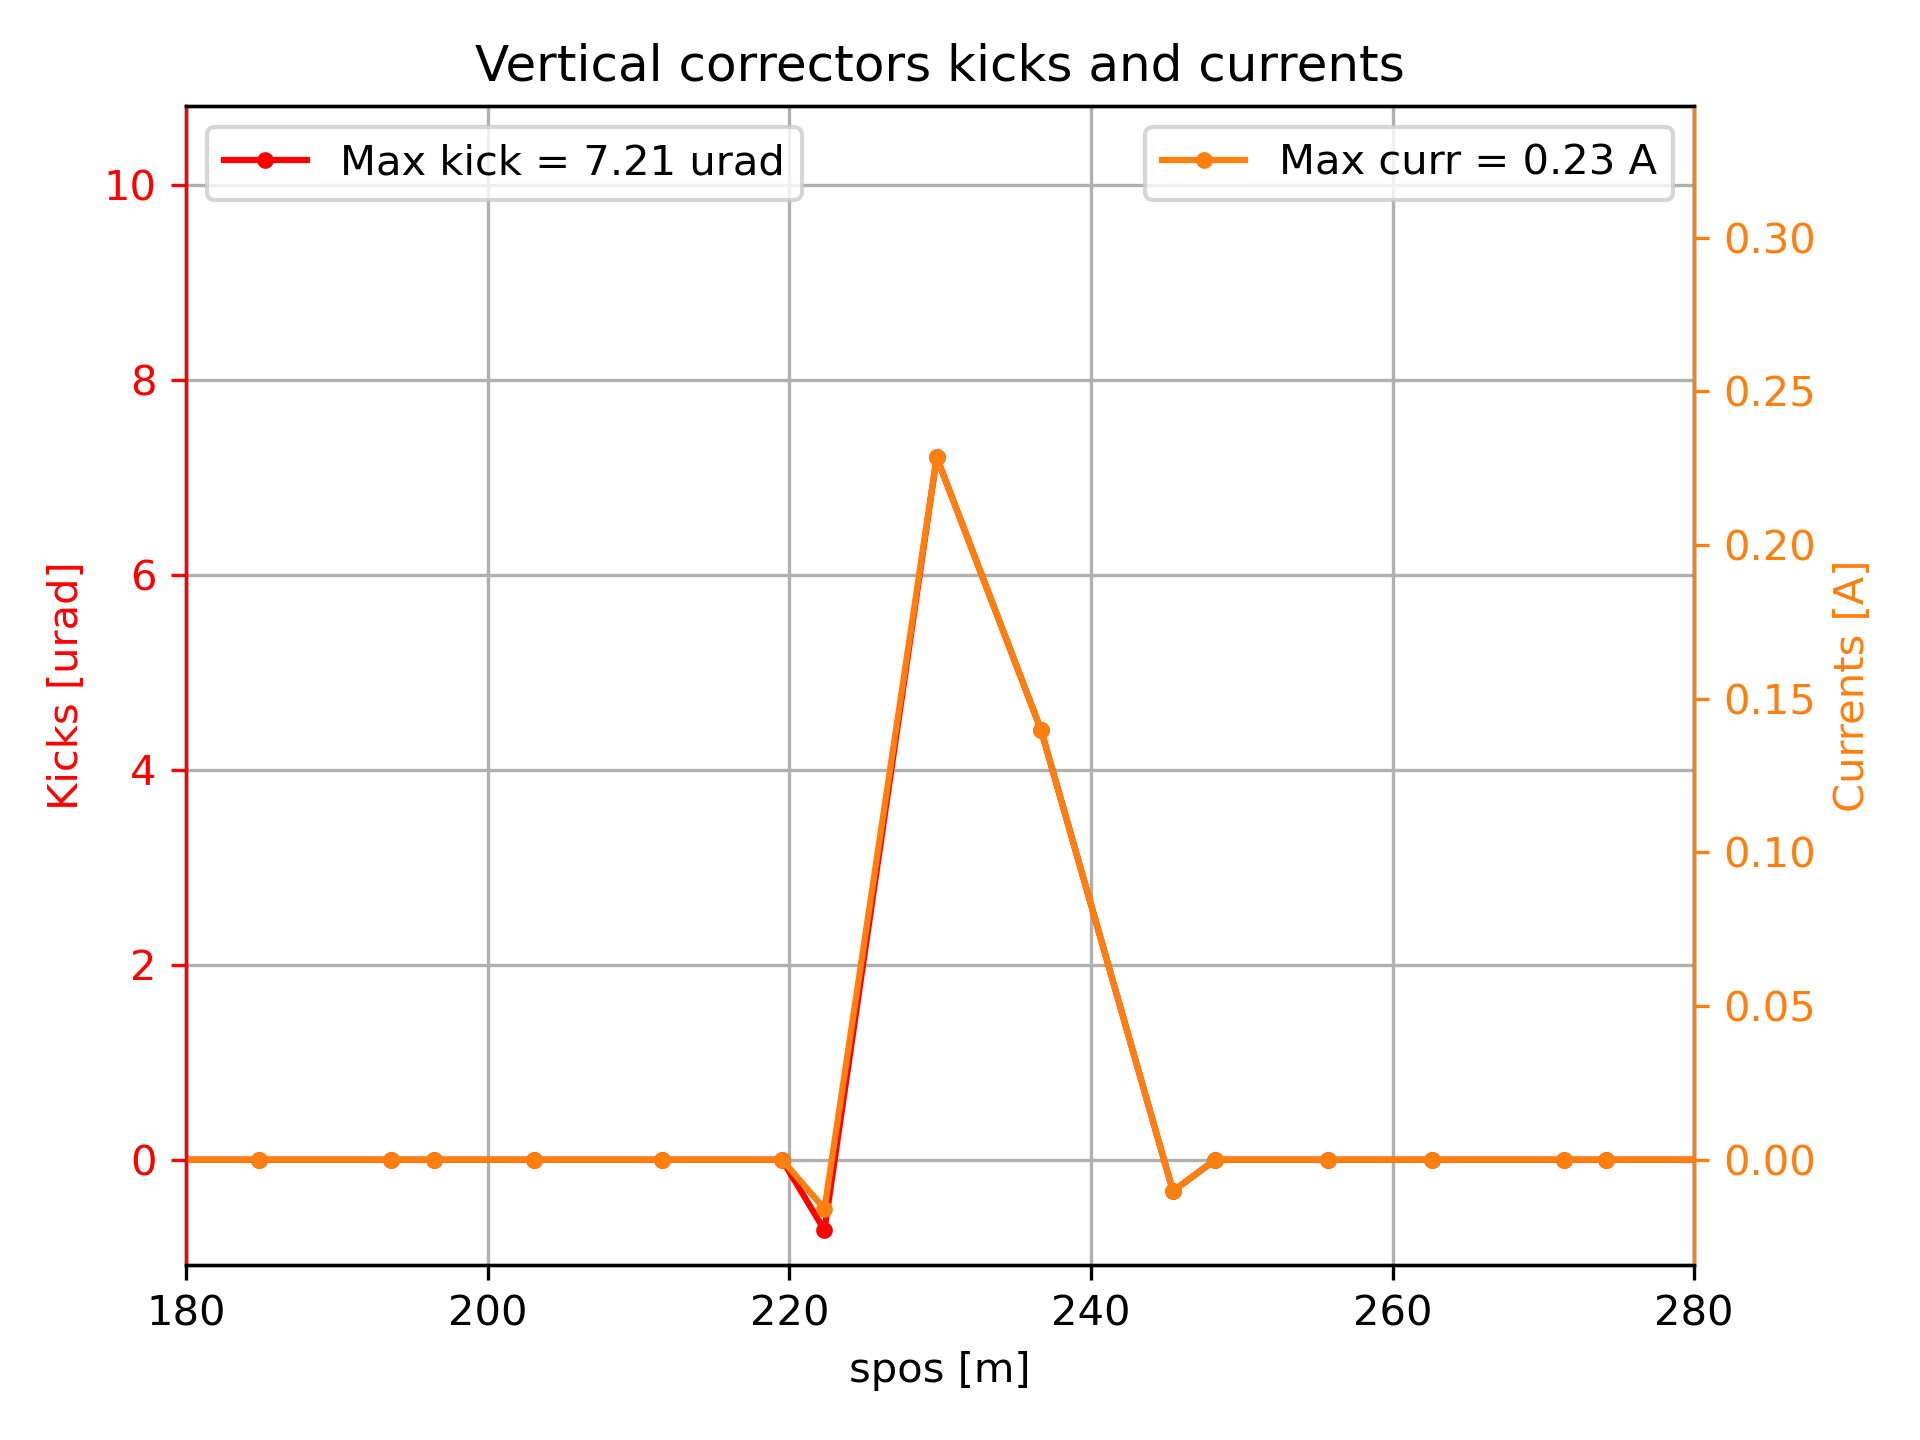 Vertical correctors kicks and currents
Max kick = 7.21 urad
Max curr = 0.23 A
10
8
6
4
2
0
Kicks [urad]
0.30
0.25
0.20
0.15
0.10
0.05
0.00
Currents [A]
180 200 220 240 260 280
spos [m]